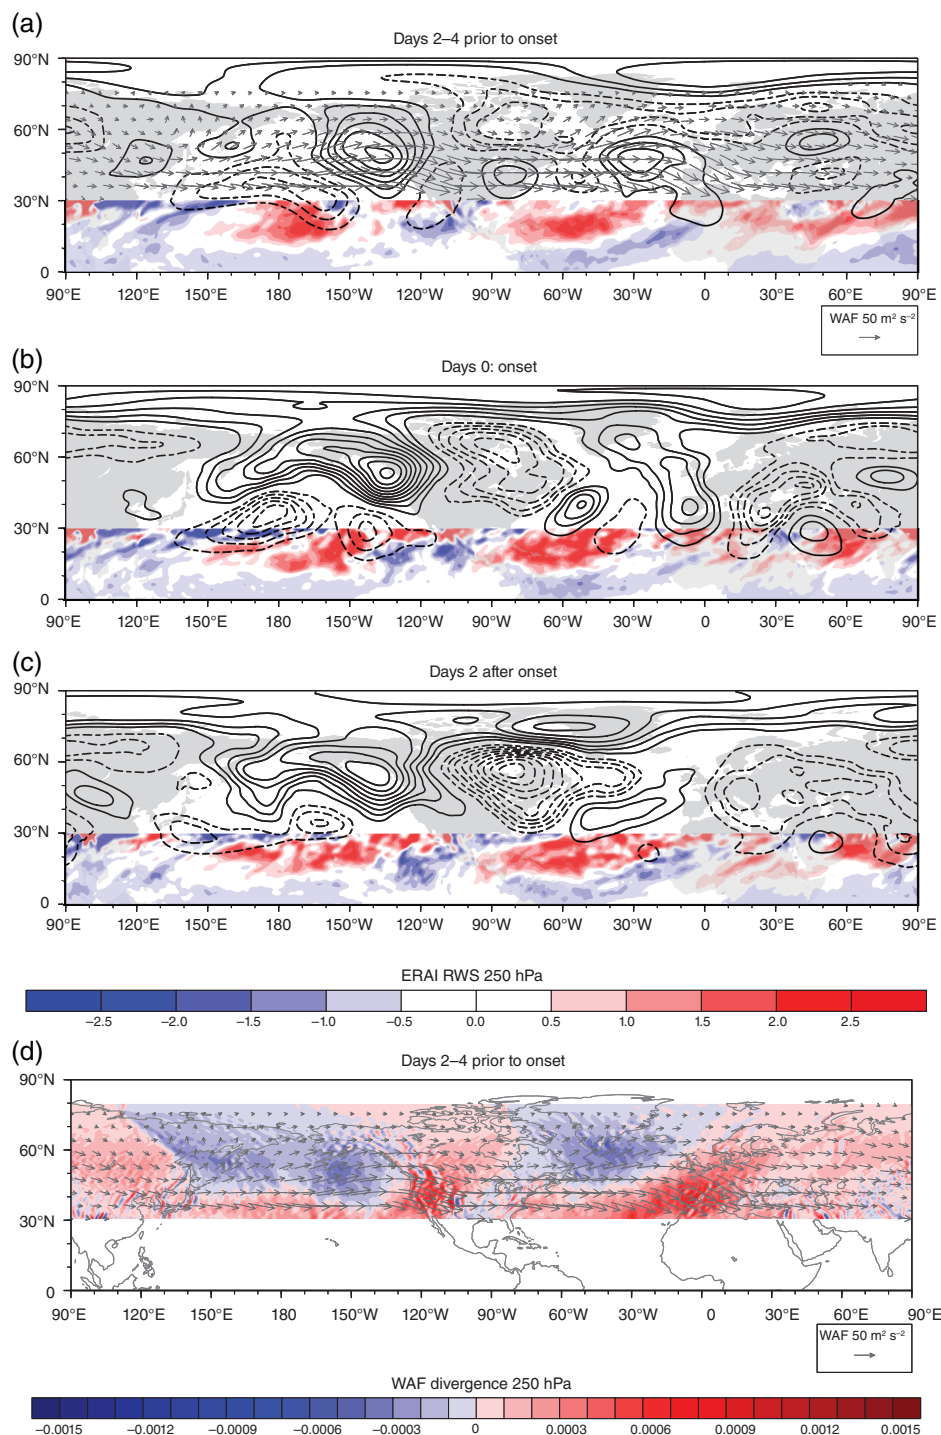 (a)
Days 2–4 prior to onset
90°N
60°N
30°N
0
90°E 120°E 150°E 180 150°W 120°W 90°W 60°W 30°W 0 30°E 60°E 90°E
WAF 50 m² s⁻²
(b)
Days 0: onset
90°N
60°N
30°N
0
90°E 120°E 150°E 180 150°W 120°W 90°W 60°W 30°W 0 30°E 60°E 90°E
(c)
Days 2 after onset
90°N
60°N
30°N
0
90°E 120°E 150°E 180 150°W 120°W 90°W 60°W 30°W 0 30°E 60°E 90°E
ERAI RWS 250 hPa
−2.5 −2.0 −1.5 −1.0 −0.5 0.0 0.5 1.0 1.5 2.0 2.5
(d)
Days 2–4 prior to onset
90°N
60°N
30°N
0
90°E 120°E 150°E 180 150°W 120°W 90°W 60°W 30°W 0 30°E 60°E 90°E
WAF 50 m² s⁻²
WAF divergence 250 hPa
−0.0015 −0.0012 −0.0009 −0.0006 −0.0003 0 0.0003 0.0006 0.0009 0.0012 0.0015